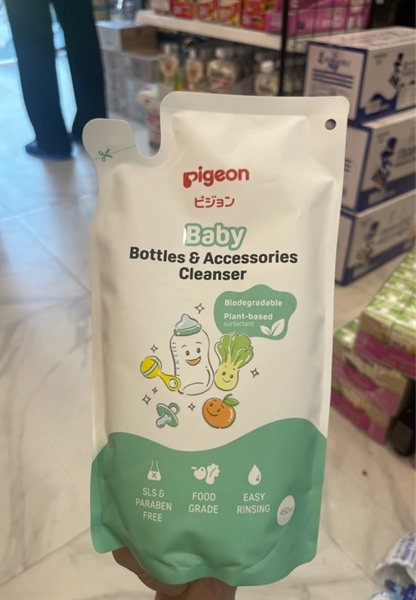 pigeon
ピジョン
Baby
Bottles & Accessories
Cleanser
Biodegradable
Plant-based
surfactant
SLS &
PARABEN
FREE
FOOD
GRADE
EASY
RINSING